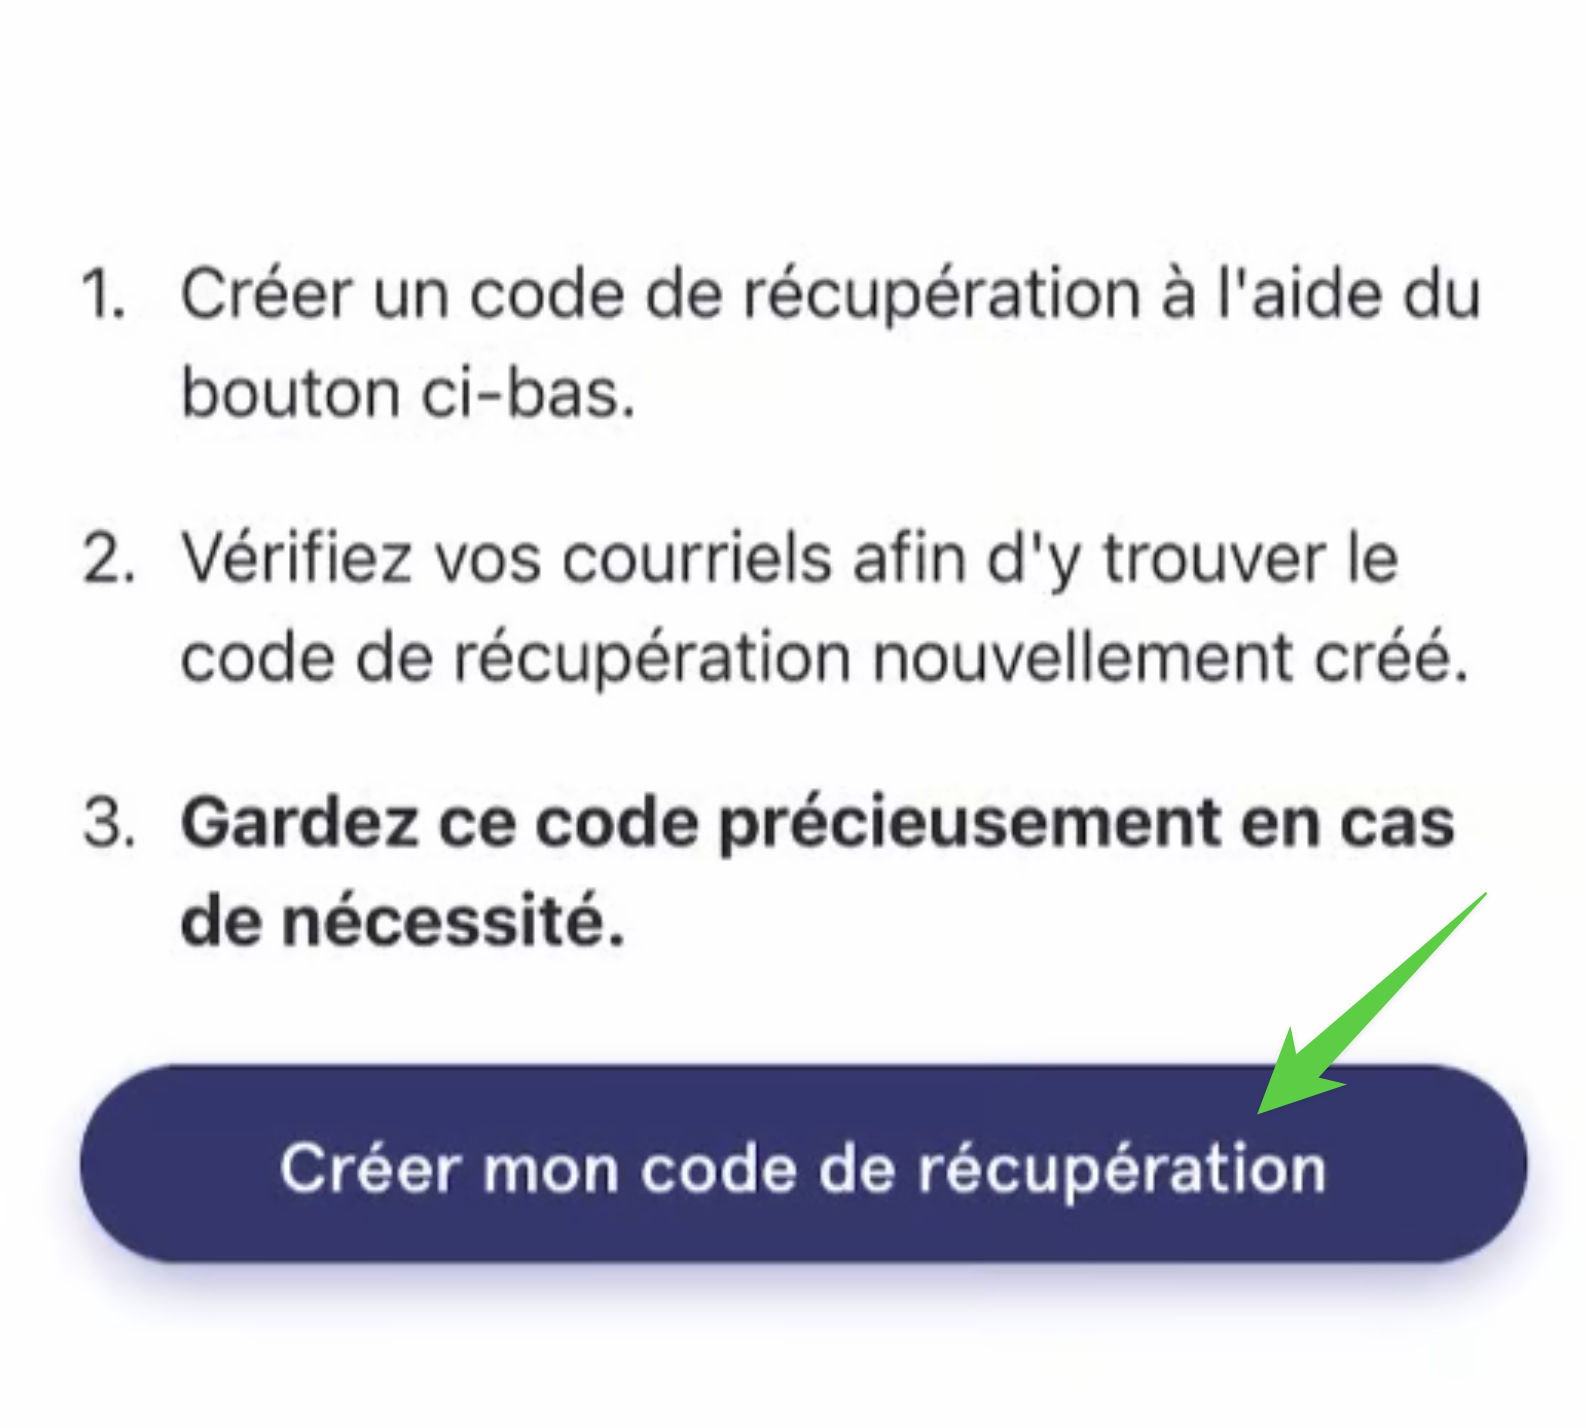 1. Créer un code de récupération à l'aide du
bouton ci-bas.
2. Vérifiez vos courriels afin d'y trouver le
code de récupération nouvellement créé.
3. Gardez ce code précieusement en cas
de nécessité.
Créer mon code de récupération